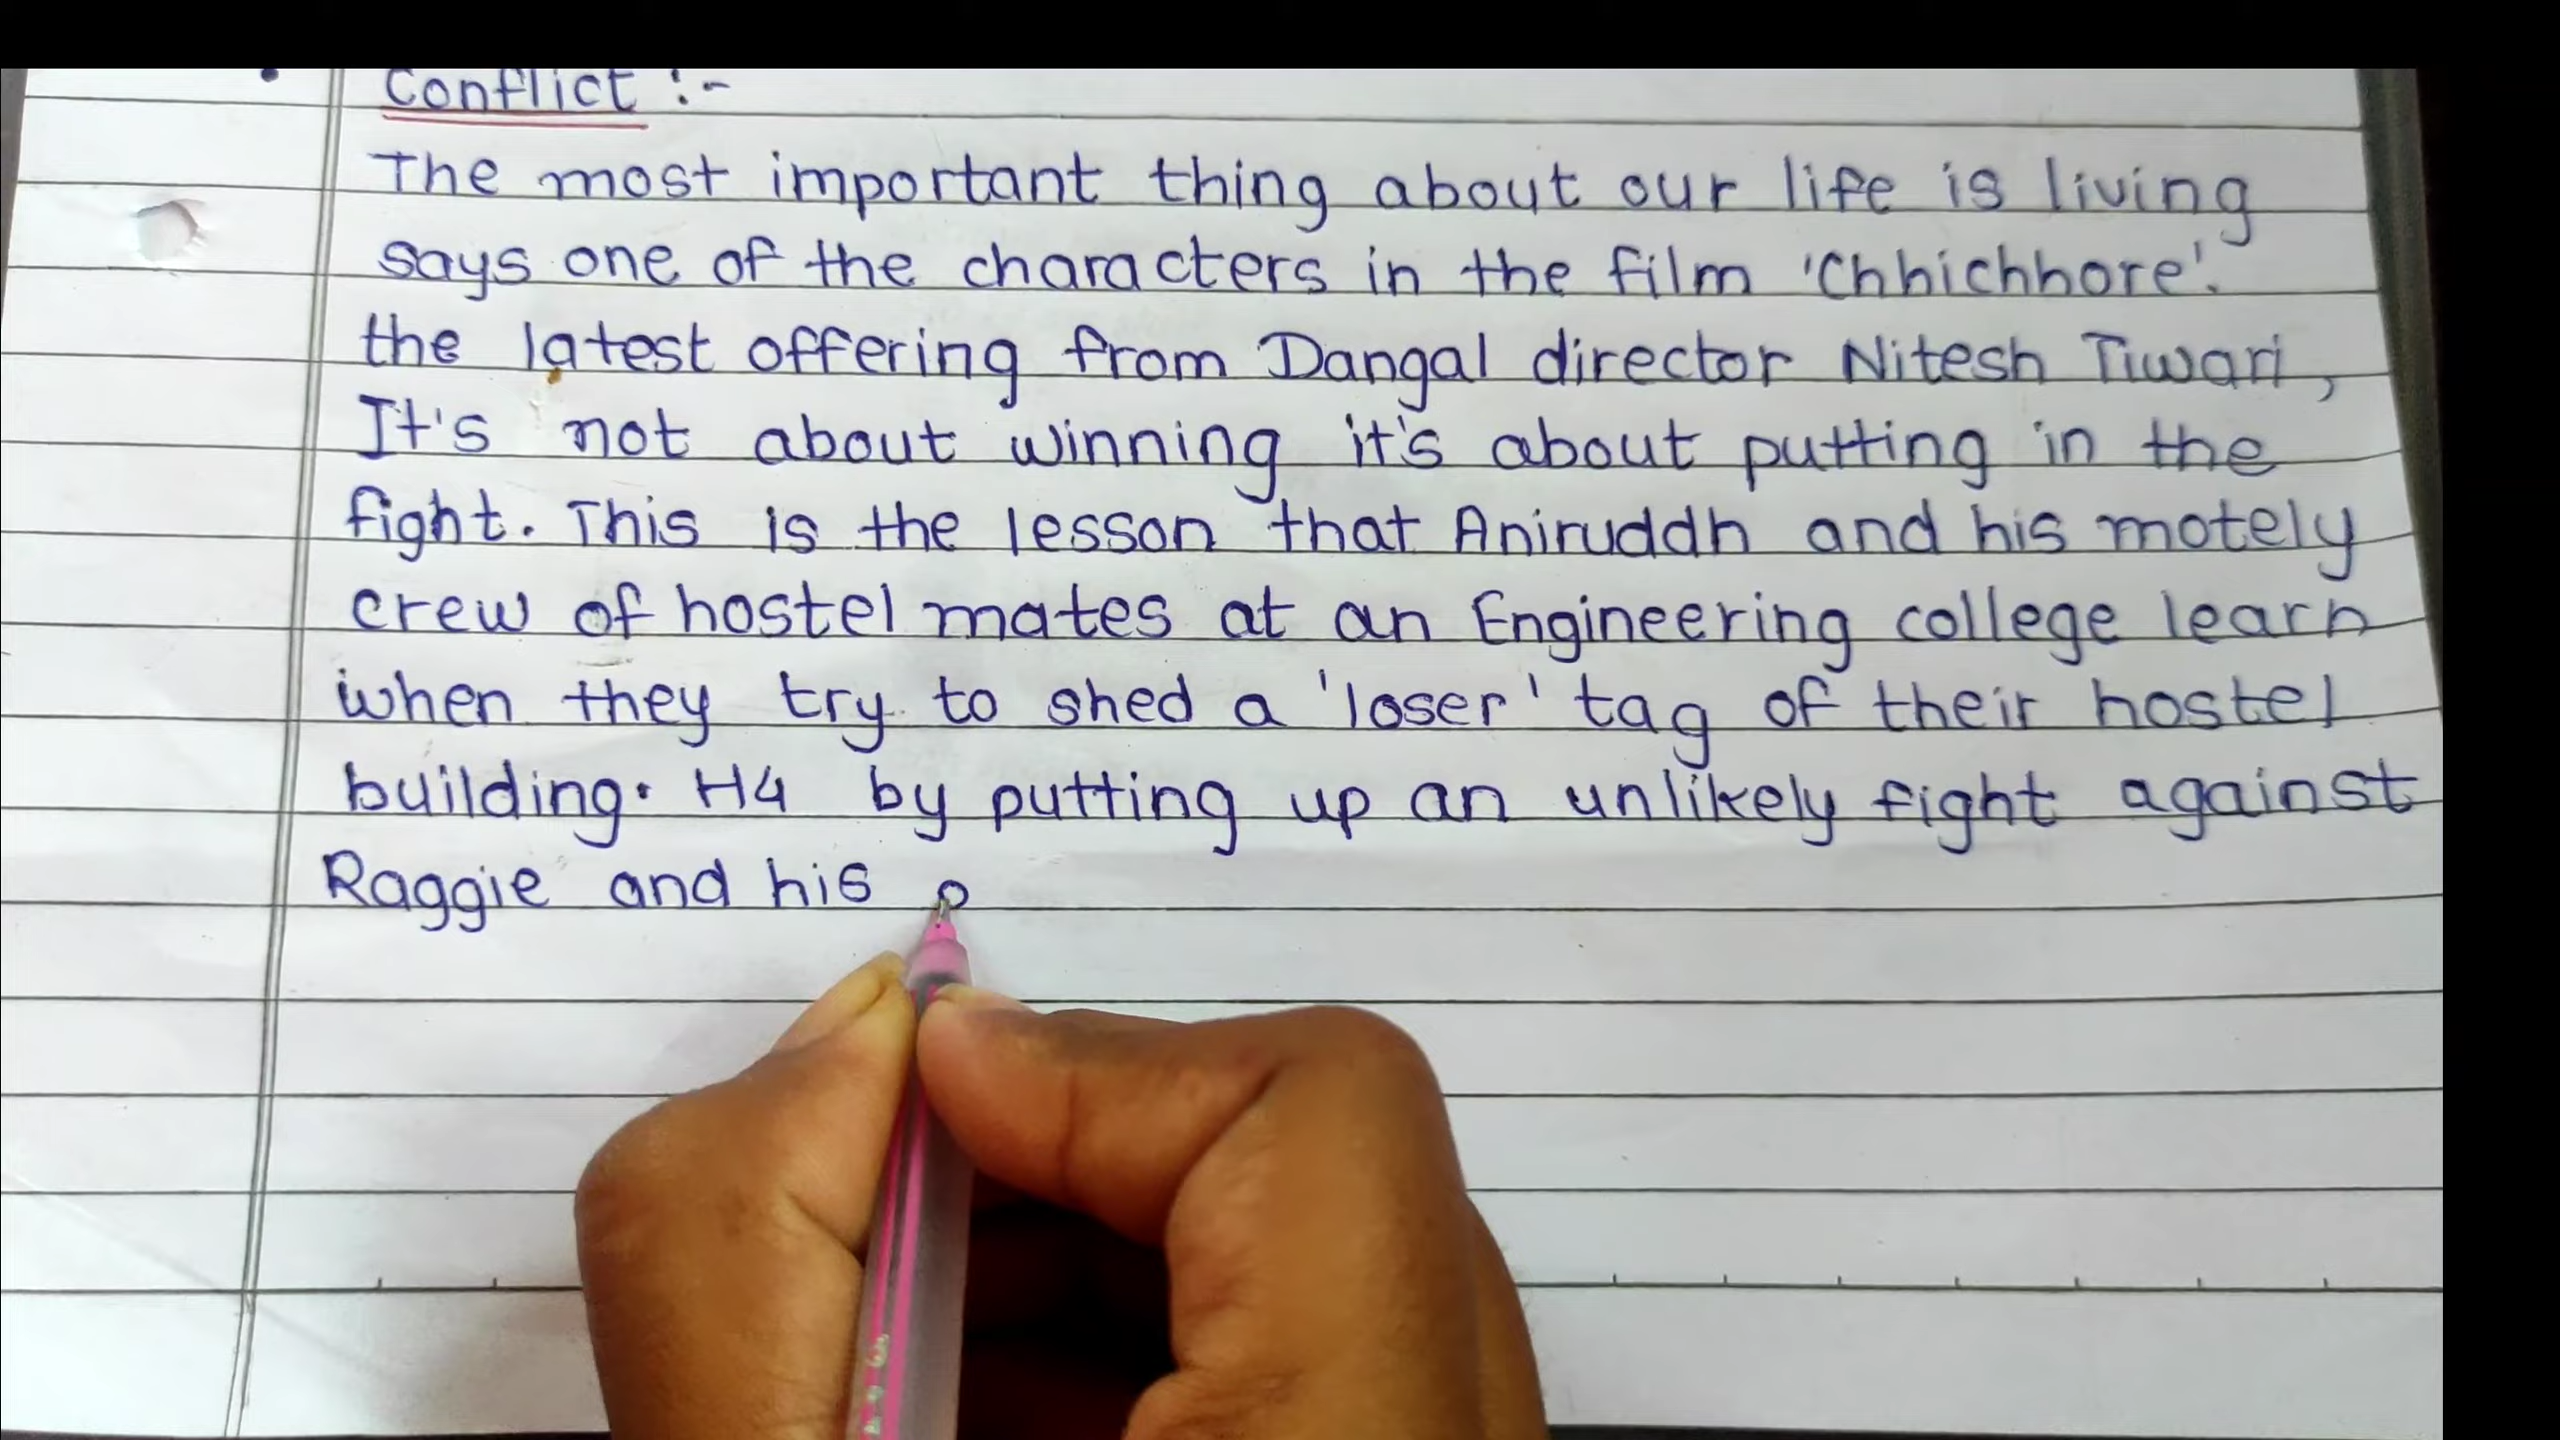 Conflict :-
The most important thing about our life is living
says one of the characters in the film 'Chhichhore'.
the latest offering from Dangal director Nitesh Tiwari,
It's not about winning it's about putting in the
fight. This is the lesson that Aniruddh and his motely
crew of hostel mates at an Engineering college learn
when they try to shed a 'loser' tag of their hostel
building. H4 by putting up an unlikely fight against
Raggie and his